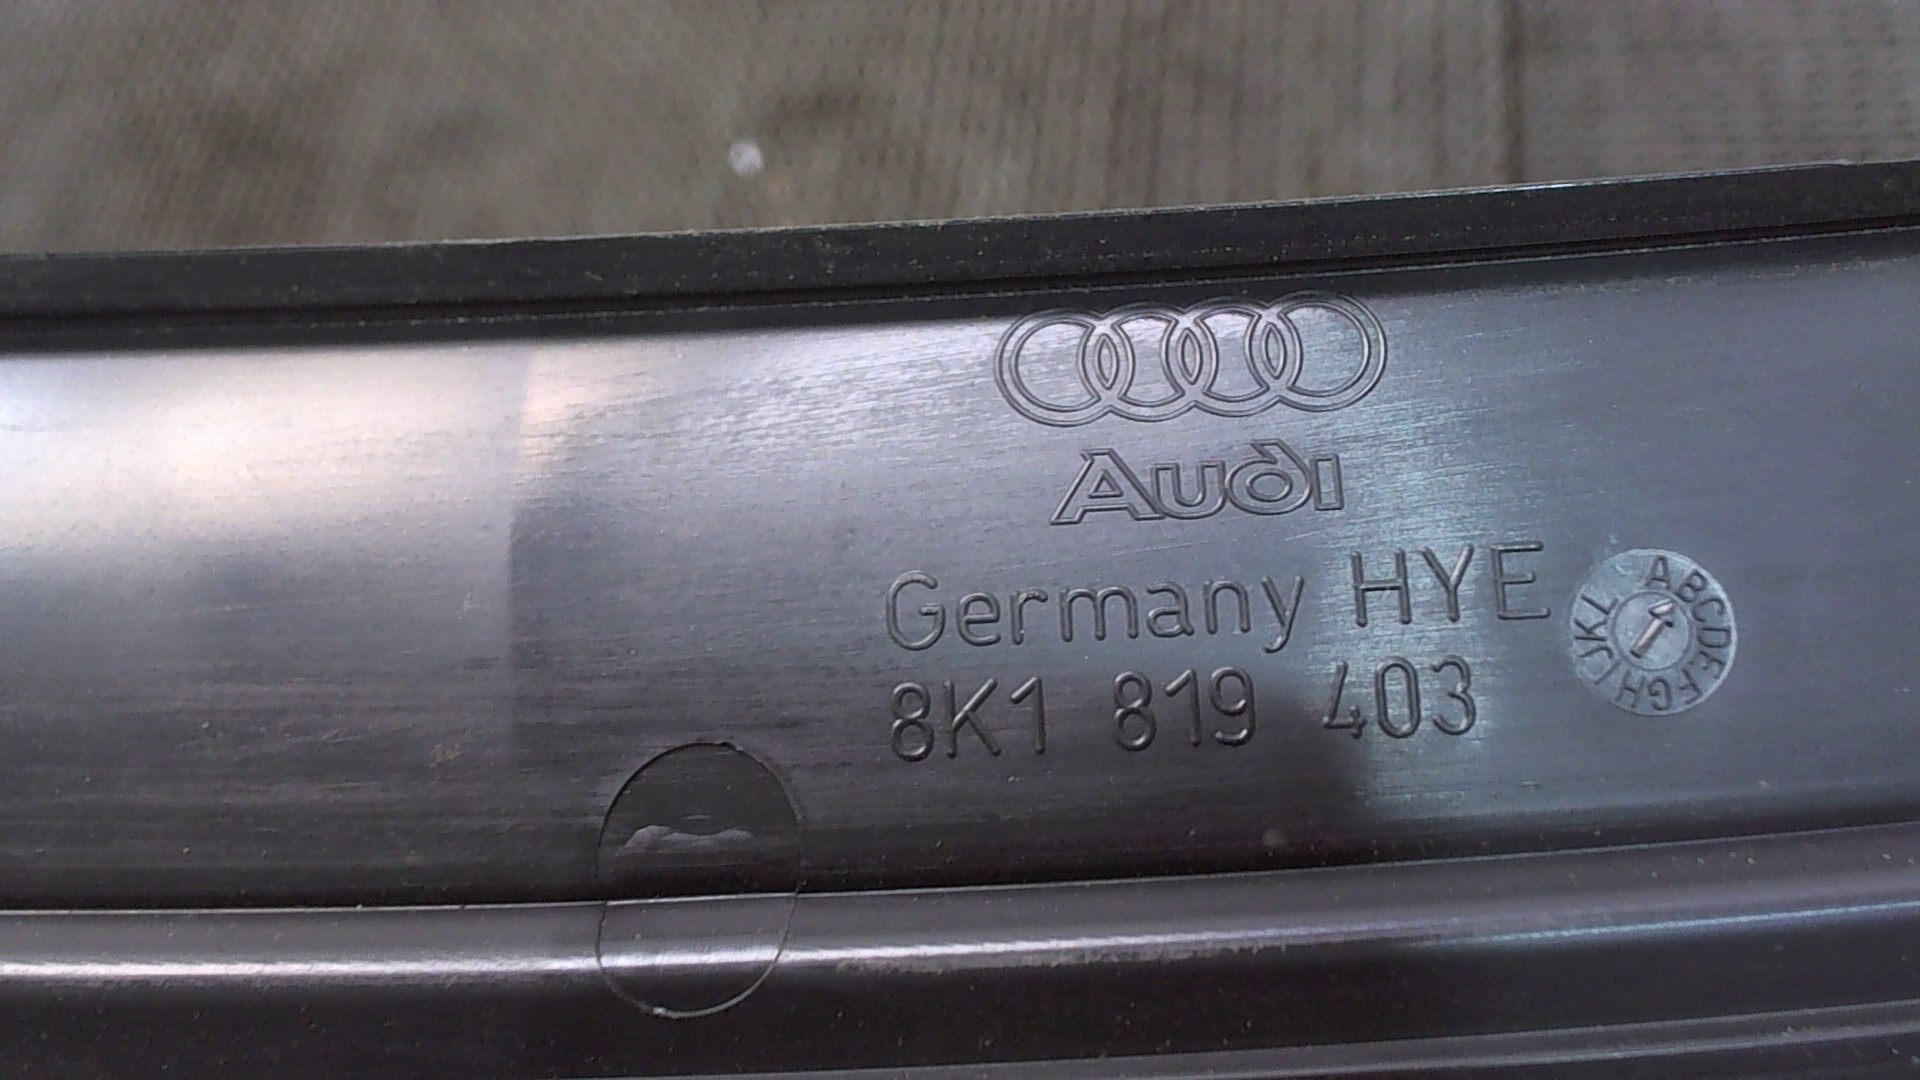 Audi
Germany HYE
8K1 819 403
ABCDEFGHIJKL